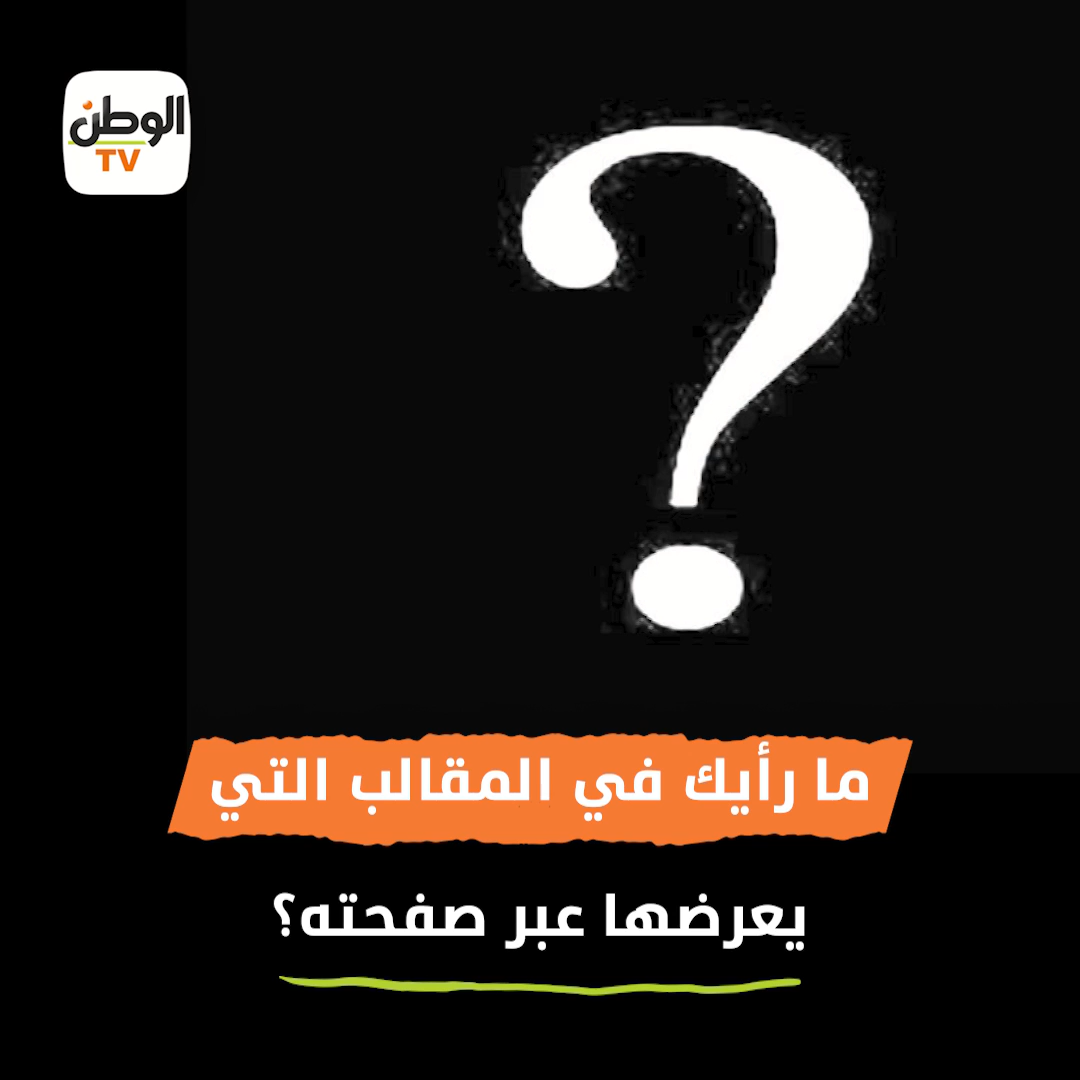 الوطن
TV
ما رأيك في المقالب التي
يعرضها عبر صفحته؟